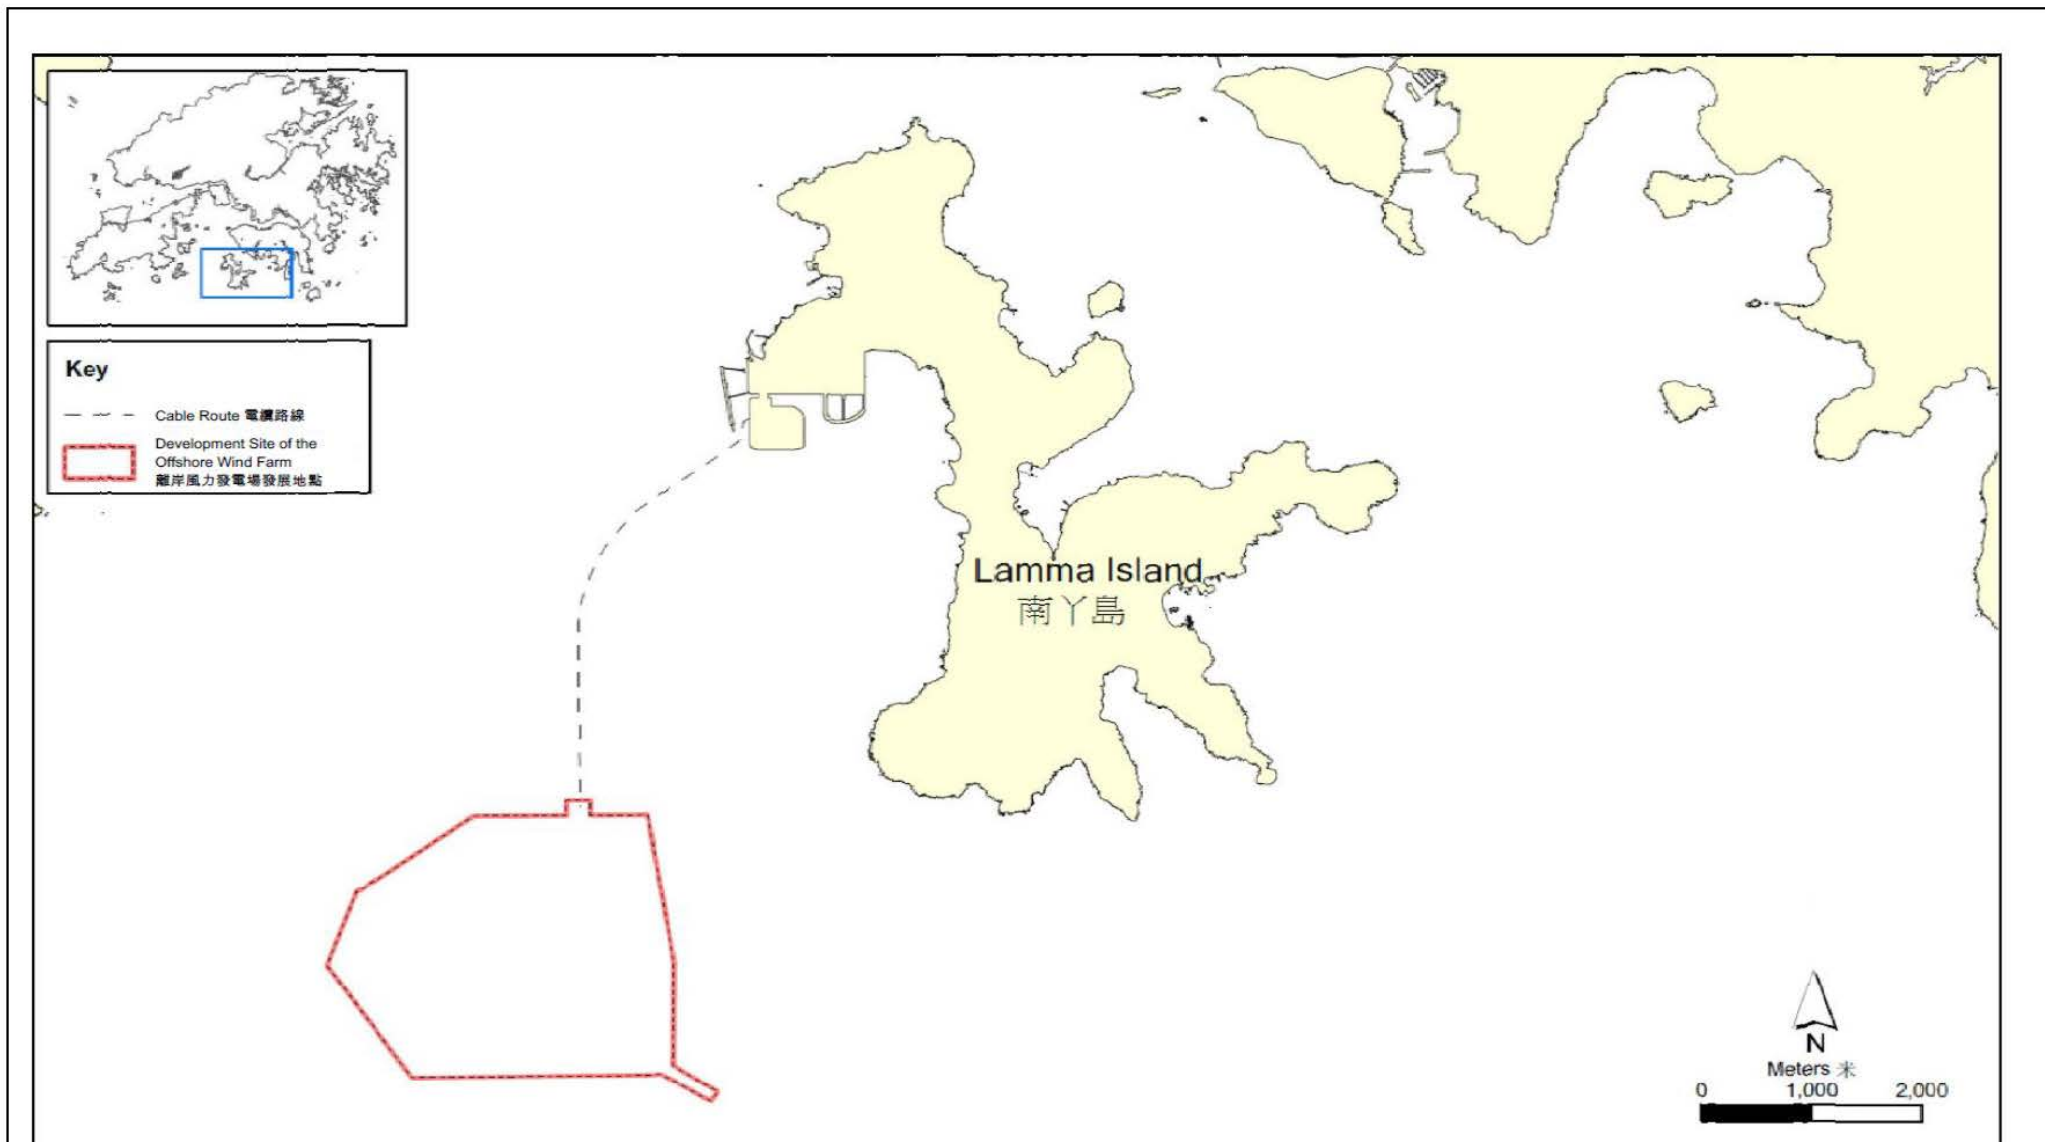 Key
Cable Route 電纜路線
Development Site of the
Offshore Wind Farm
離岸風力發電場發展地點
Lamma Island
南丫島
N
Meters 米
0 1,000 2,000